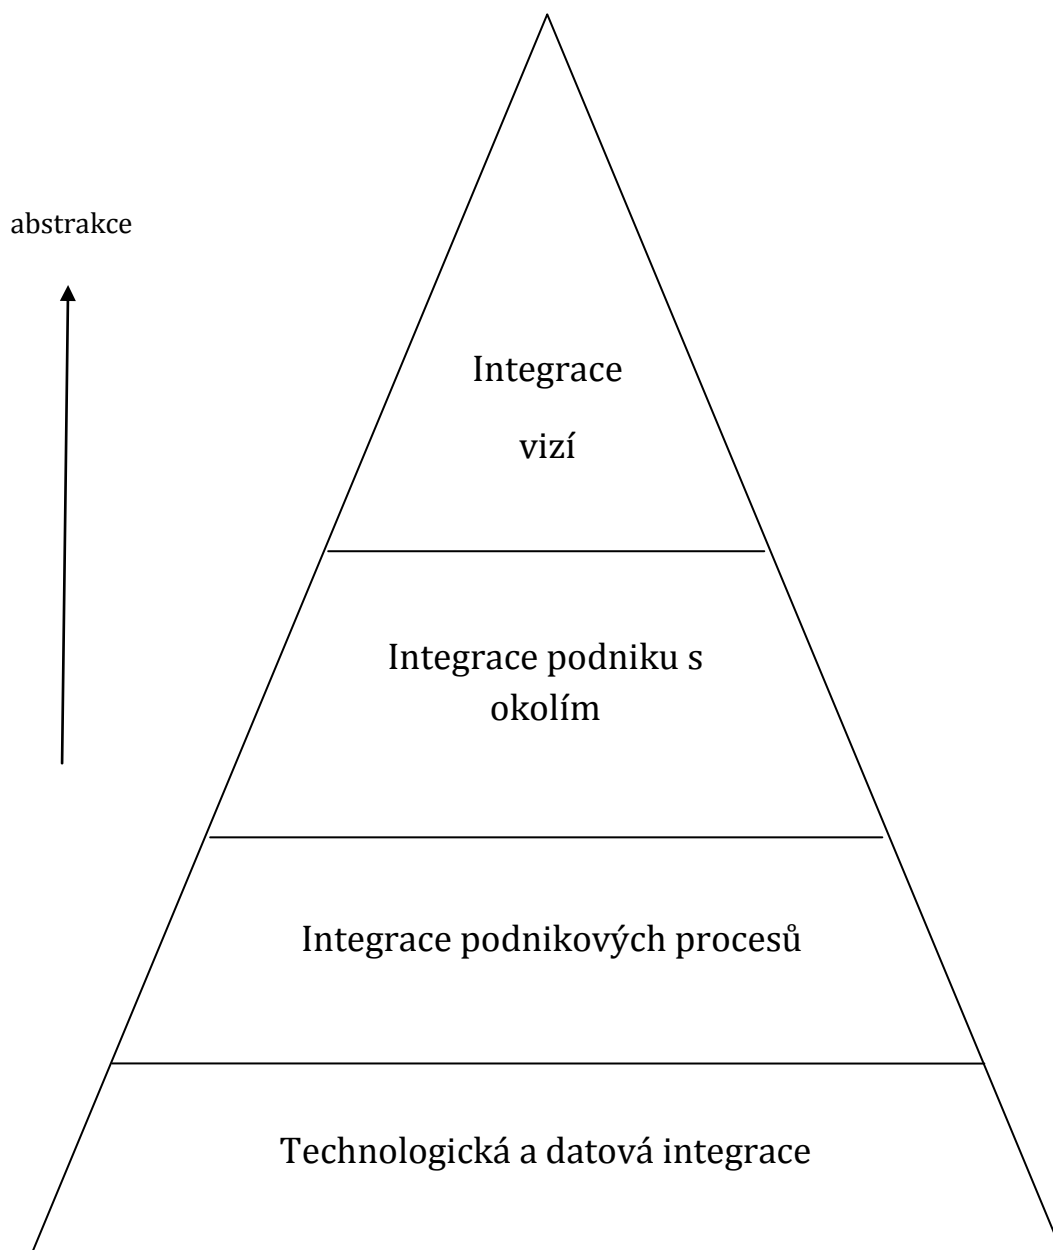 abstrakce
Integrace
vizí
Integrace podniku s
okolím
Integrace podnikových procesů
Technologická a datová integrace